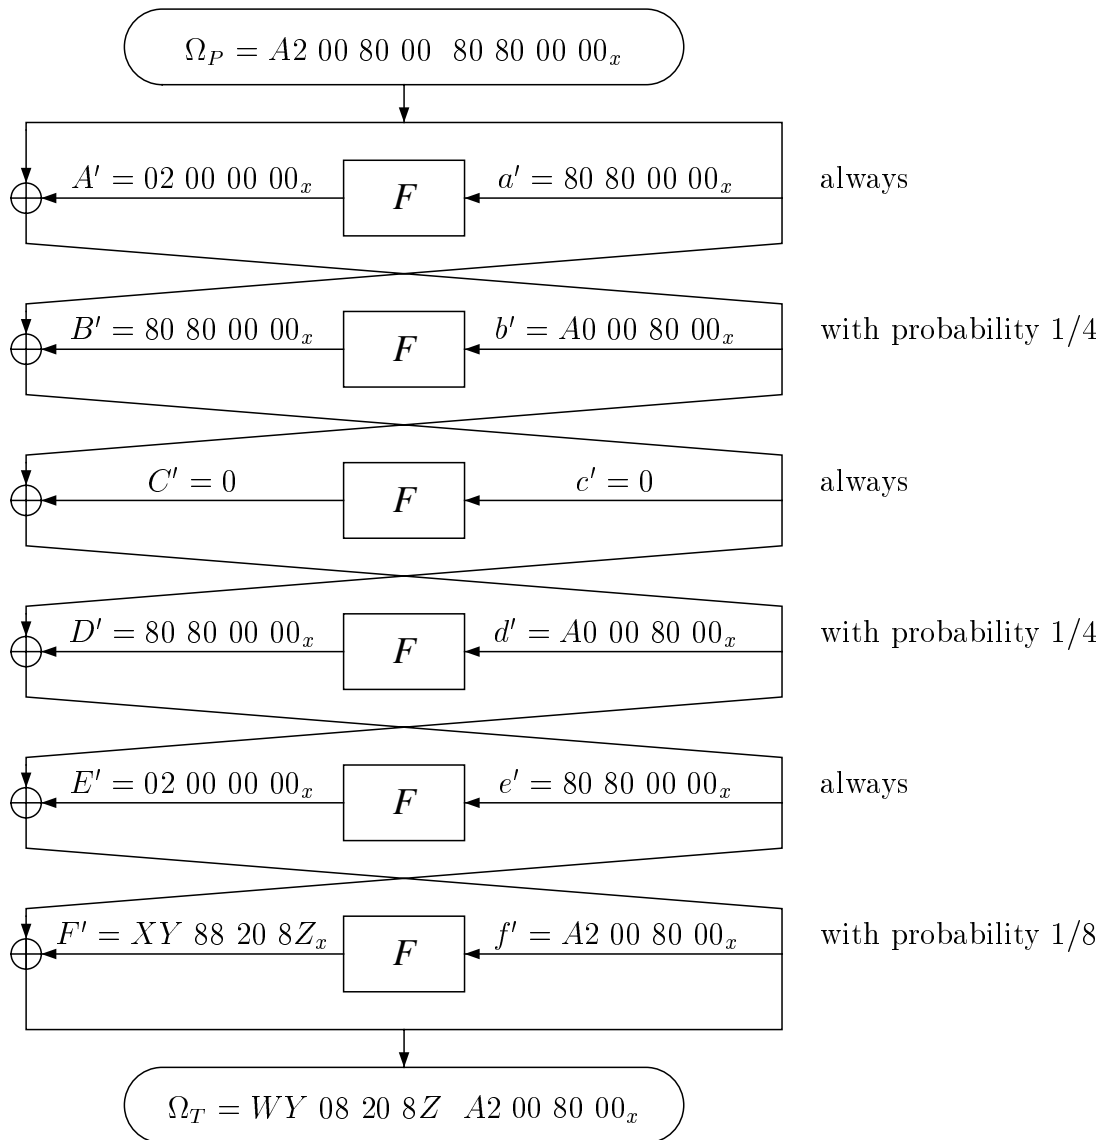 Ω_P = A2 00 80 00  80 80 00 00_x
A′ = 02 00 00 00_x F a′ = 80 80 00 00_x always
B′ = 80 80 00 00_x F b′ = A0 00 80 00_x with probability 1/4
C′ = 0 F c′ = 0 always
D′ = 80 80 00 00_x F d′ = A0 00 80 00_x with probability 1/4
E′ = 02 00 00 00_x F e′ = 80 80 00 00_x always
F′ = XY 88 20 8Z_x F f′ = A2 00 80 00_x with probability 1/8
Ω_T = WY 08 20 8Z  A2 00 80 00_x